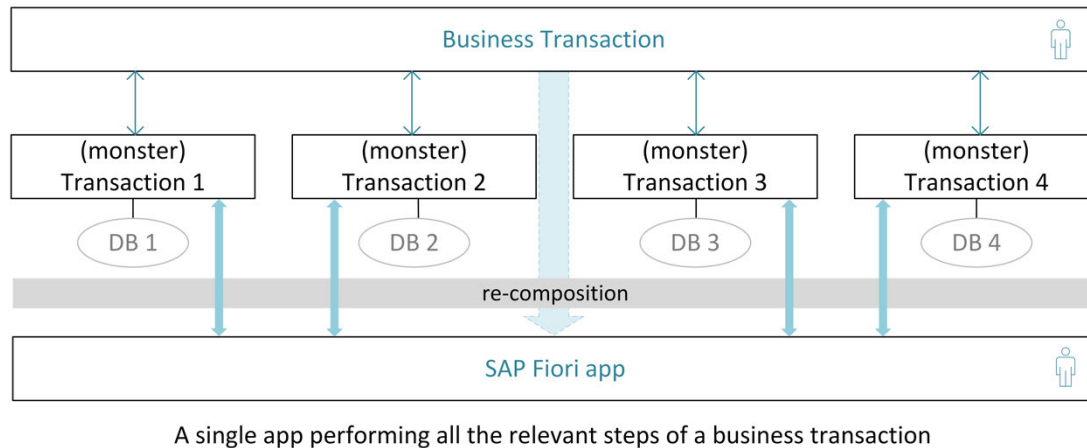 Business Transaction
(monster)
Transaction 1
(monster)
Transaction 2
(monster)
Transaction 3
(monster)
Transaction 4
DB 1
DB 2
DB 3
DB 4
re-composition
SAP Fiori app
A single app performing all the relevant steps of a business transaction